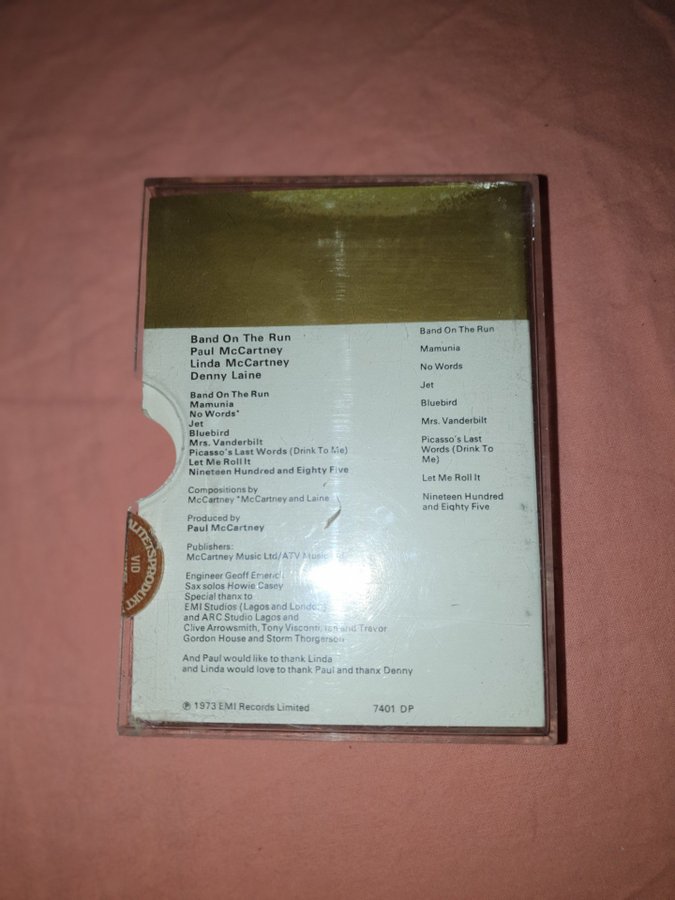 Band On The Run
Paul McCartney
Linda McCartney
Denny Laine
Band On The Run
Mamunia
No Words*
Jet
Bluebird
Mrs. Vanderbilt
Picasso's Last Words (Drink To Me)
Let Me Roll It
Nineteen Hundred and Eighty Five
Compositions by
McCartney *McCartney and Laine
Produced by
Paul McCartney
Publishers:
McCartney Music Ltd/ATV Music
Engineer Geoff Emerick
Sax solos Howie Casey
Special thanx to
EMI Studios (Lagos and London)
and ARC Studio Lagos and
Clive Arrowsmith, Tony Visconti, Ian and Trevor
Gordon House and Storm Thorgerson
And Paul would like to thank Linda
and Linda would love to thank Paul and thanx Denny
℗ 1973 EMI Records Limited
7401 DP
Band On The Run
Mamunia
No Words
Jet
Bluebird
Mrs. Vanderbilt
Picasso's Last
Words (Drink To
Me)
Let Me Roll It
Nineteen Hundred
and Eighty Five
VID